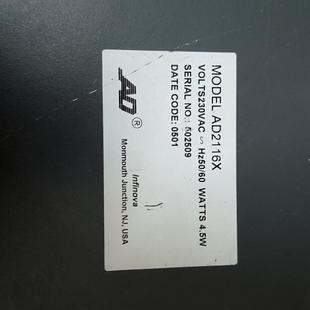 MODEL AD2116X
VOLTS230VAC ∽ Hz50/60 WATTS 4.5W
SERIAL NO.: 602509
DATE CODE: 0501
AD
Infinova
Monmouth Junction, NJ, USA